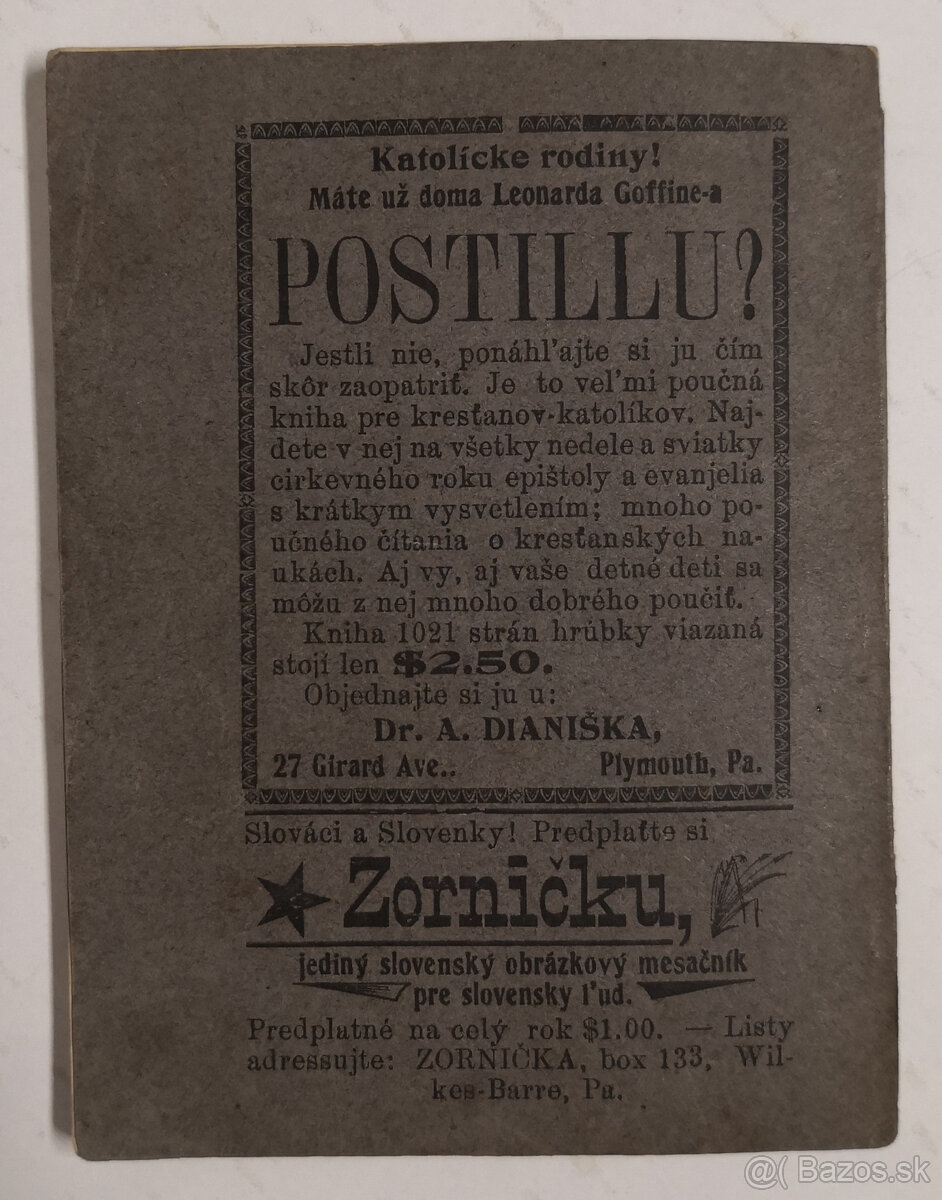 Katolícke rodiny!
Máte už doma Leonarda Goffine-a
POSTILLU?
Jestli nie, ponáhľajte si ju čím
skôr zaopatriť. Je to veľmi poučná
kniha pre kresťanov-katolíkov. Naj-
dete v nej na všetky nedele a sviatky
cirkevného roku epištoly a evanjelia
s krátkym vysvetlením; mnoho po-
učného čítania o kresťanských na-
ukách. Aj vy, aj vaše detné deti sa
môžu z nej mnoho dobrého poučiť.
Kniha 1021 strán hrúbky viazaná
stojí len $2.50.
Objednajte si ju u:
Dr. A. DIANIŠKA,
27 Girard Ave.. Plymouth, Pa.
Slováci a Slovenky! Predplaťte si
Zorničku,
jediný slovenský obrázkový mesačník
pre slovensky ľud.
Predplatné na celý rok $1.00. — Listy
adressujte: ZORNIČKA, box 133, Wil-
kes-Barre, Pa.
@( Bazos.sk